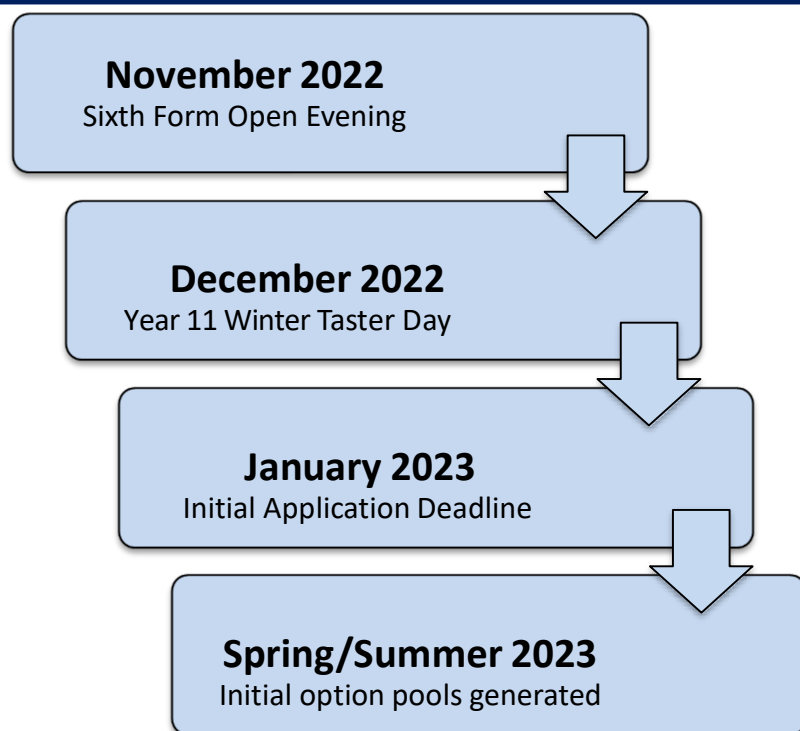 November 2022
Sixth Form Open Evening
December 2022
Year 11 Winter Taster Day
January 2023
Initial Application Deadline
Spring/Summer 2023
Initial option pools generated